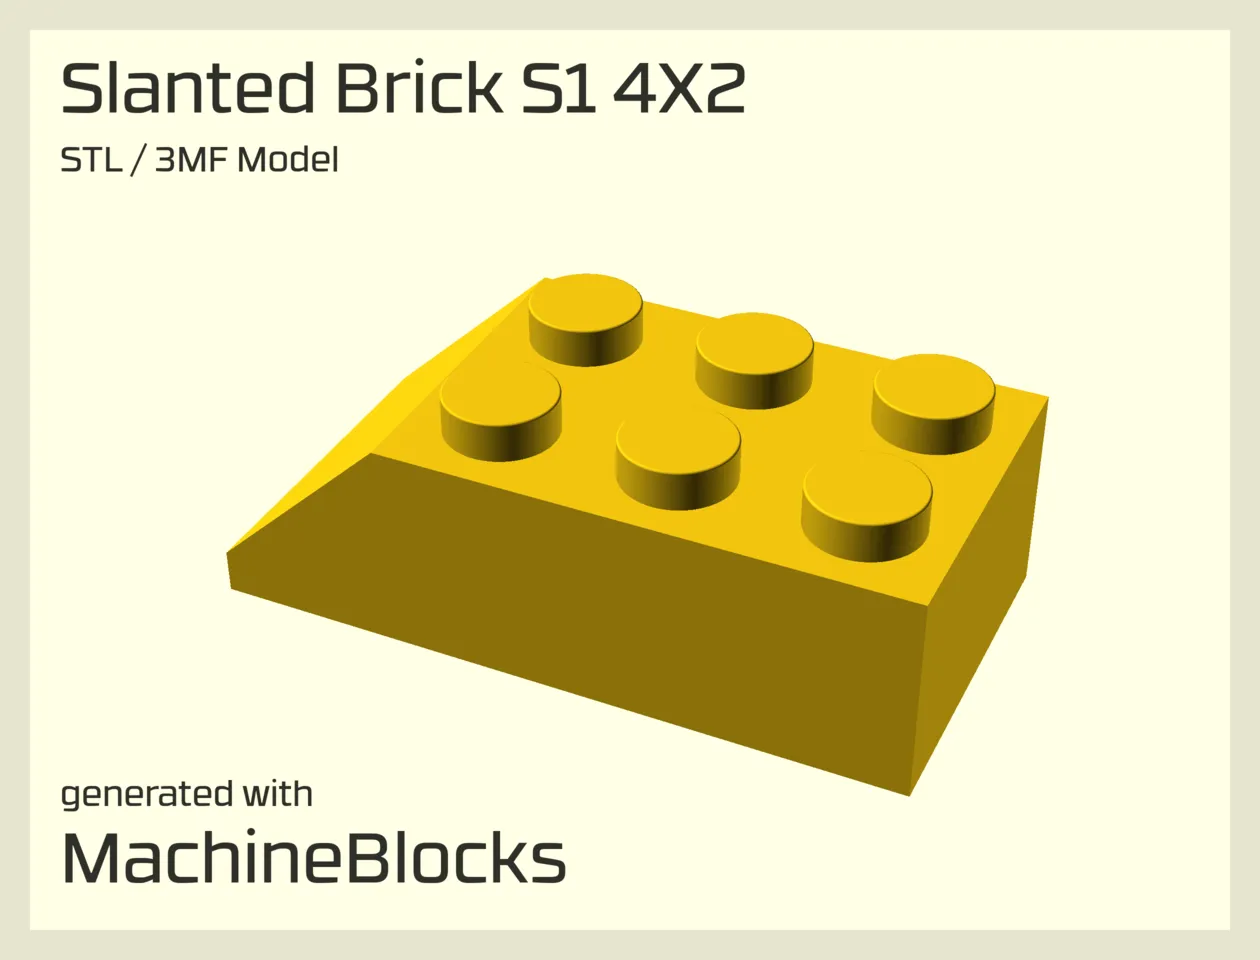 Slanted Brick S1 4X2
STL / 3MF Model
generated with
MachineBlocks